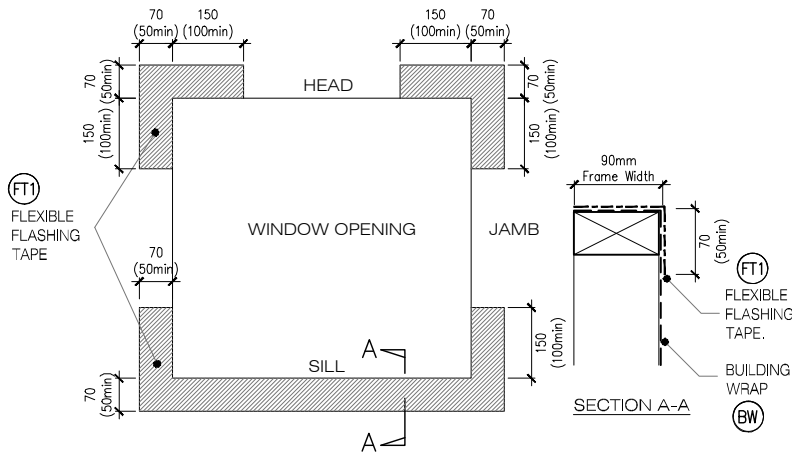 70
(50min)
150
(100min)
150
(100min)
70
(50min)
70
(50min)
150
(100min)
HEAD
70
(50min)
150
(100min)
90mm
Frame Width
FT1
FLEXIBLE
FLASHING
TAPE
WINDOW OPENING
JAMB
70
(50min)
FT1
FLEXIBLE
FLASHING
TAPE.
70
(50min)
150
(100min)
A
SILL
BUILDING
WRAP
BW
70
(50min)
A
SECTION A-A